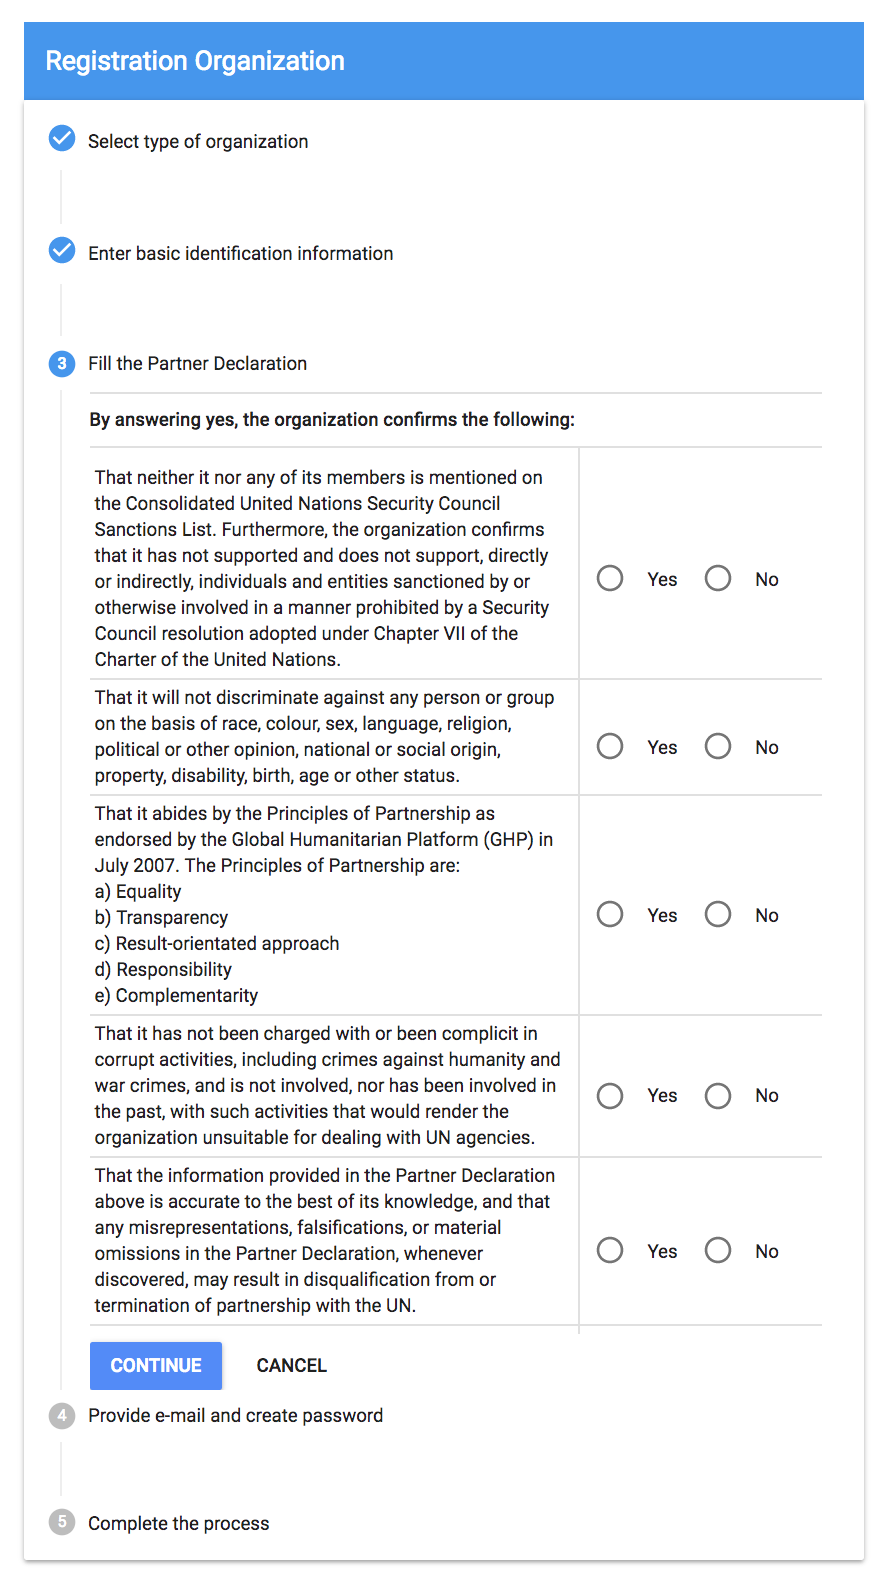 Registration Organization
Select type of organization
Enter basic identification information
3 Fill the Partner Declaration
By answering yes, the organization confirms the following:
That neither it nor any of its members is mentioned on
the Consolidated United Nations Security Council
Sanctions List. Furthermore, the organization confirms
that it has not supported and does not support, directly
or indirectly, individuals and entities sanctioned by or
otherwise involved in a manner prohibited by a Security
Council resolution adopted under Chapter VII of the
Charter of the United Nations.
Yes No
That it will not discriminate against any person or group
on the basis of race, colour, sex, language, religion,
political or other opinion, national or social origin,
property, disability, birth, age or other status.
Yes No
That it abides by the Principles of Partnership as
endorsed by the Global Humanitarian Platform (GHP) in
July 2007. The Principles of Partnership are:
a) Equality
b) Transparency
c) Result-orientated approach
d) Responsibility
e) Complementarity
Yes No
That it has not been charged with or been complicit in
corrupt activities, including crimes against humanity and
war crimes, and is not involved, nor has been involved in
the past, with such activities that would render the
organization unsuitable for dealing with UN agencies.
Yes No
That the information provided in the Partner Declaration
above is accurate to the best of its knowledge, and that
any misrepresentations, falsifications, or material
omissions in the Partner Declaration, whenever
discovered, may result in disqualification from or
termination of partnership with the UN.
Yes No
CONTINUE CANCEL
4 Provide e-mail and create password
5 Complete the process